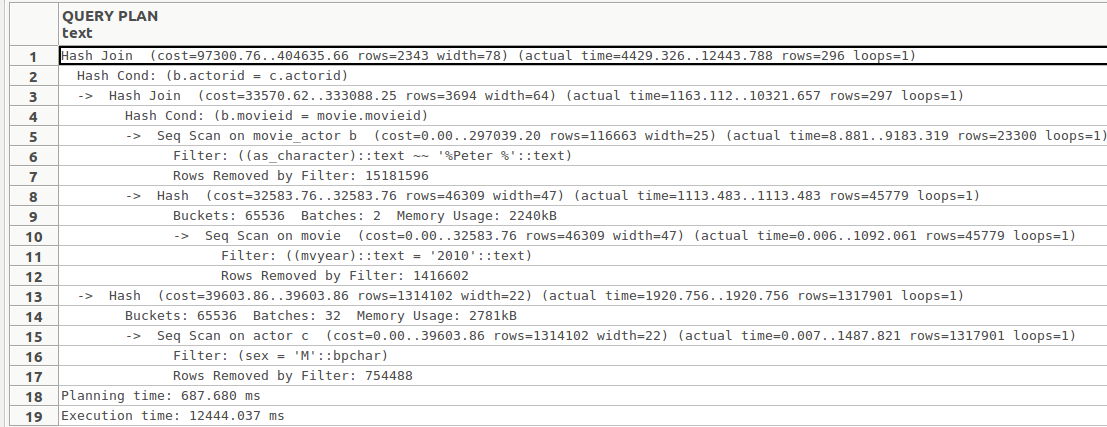 QUERY PLAN
text
1 Hash Join  (cost=97300.76..404635.66 rows=2343 width=78) (actual time=4429.326..12443.788 rows=296 loops=1)
2   Hash Cond: (b.actorid = c.actorid)
3   ->  Hash Join  (cost=33570.62..333088.25 rows=3694 width=64) (actual time=1163.112..10321.657 rows=297 loops=1)
4         Hash Cond: (b.movieid = movie.movieid)
5         ->  Seq Scan on movie_actor b  (cost=0.00..297039.20 rows=116663 width=25) (actual time=8.881..9183.319 rows=23300 loops=1)
6               Filter: ((as_character)::text ~~ '%Peter %'::text)
7               Rows Removed by Filter: 15181596
8         ->  Hash  (cost=32583.76..32583.76 rows=46309 width=47) (actual time=1113.483..1113.483 rows=45779 loops=1)
9               Buckets: 65536  Batches: 2  Memory Usage: 2240kB
10               ->  Seq Scan on movie  (cost=0.00..32583.76 rows=46309 width=47) (actual time=0.006..1092.061 rows=45779 loops=1)
11                     Filter: ((mvyear)::text = '2010'::text)
12                     Rows Removed by Filter: 1416602
13   ->  Hash  (cost=39603.86..39603.86 rows=1314102 width=22) (actual time=1920.756..1920.756 rows=1317901 loops=1)
14         Buckets: 65536  Batches: 32  Memory Usage: 2781kB
15         ->  Seq Scan on actor c  (cost=0.00..39603.86 rows=1314102 width=22) (actual time=0.007..1487.821 rows=1317901 loops=1)
16               Filter: (sex = 'M'::bpchar)
17               Rows Removed by Filter: 754488
18 Planning time: 687.680 ms
19 Execution time: 12444.037 ms